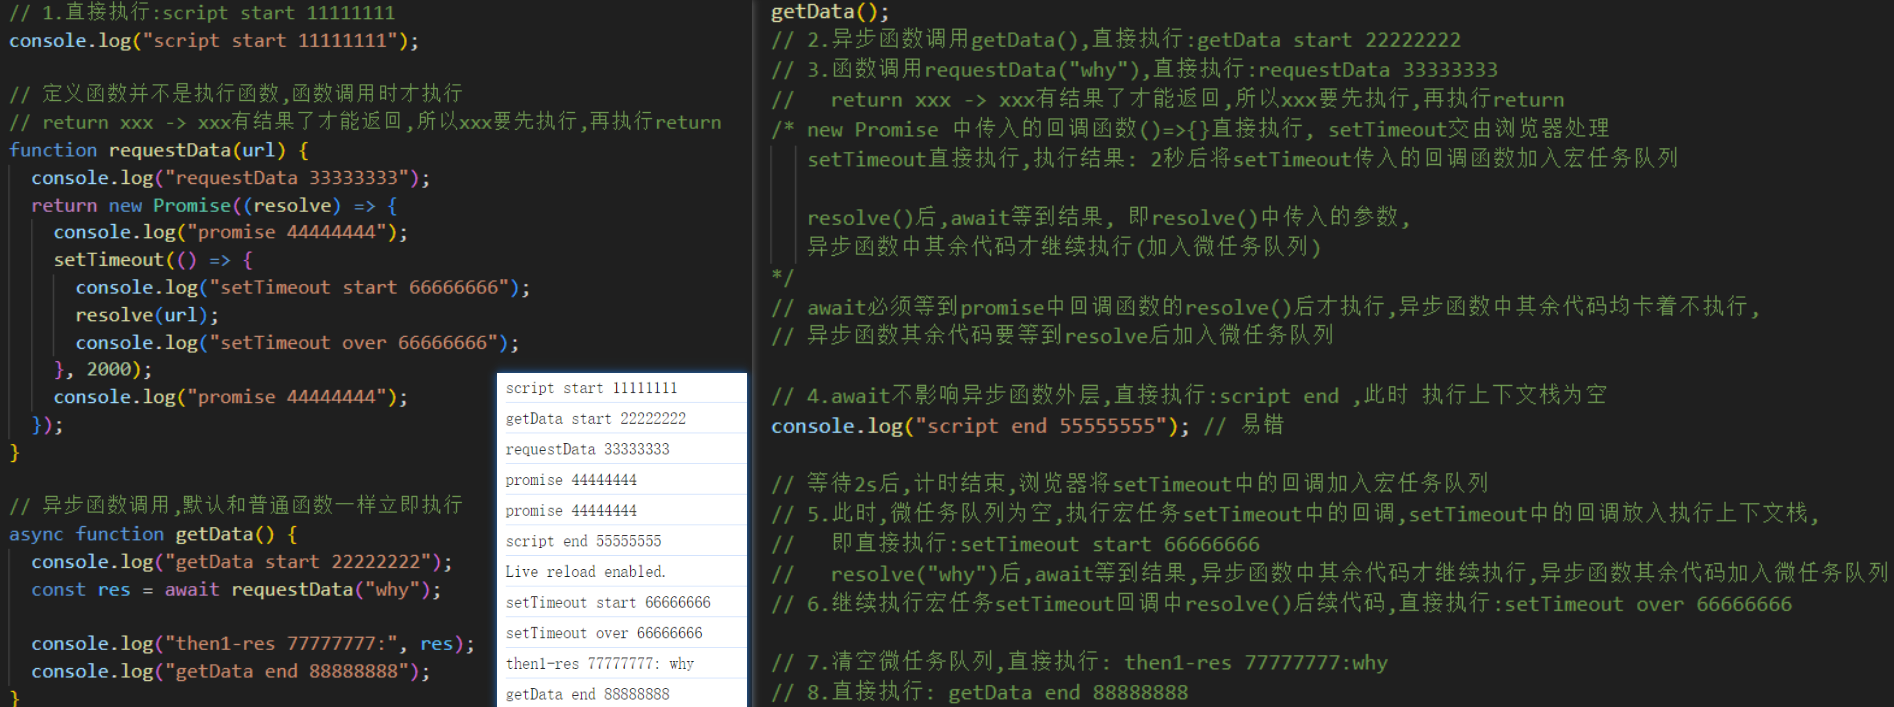 // 1.直接执行:script start 11111111
console.log("script start 11111111");
// 定义函数并不是执行函数,函数调用时才执行
// return xxx -> xxx有结果了才能返回,所以xxx要先执行,再执行return
function requestData(url) {
console.log("requestData 33333333");
return new Promise((resolve) => {
console.log("promise 44444444");
setTimeout(() => {
console.log("setTimeout start 66666666");
resolve(url);
console.log("setTimeout over 66666666");
}, 2000);
console.log("promise 44444444");
});
}
// 异步函数调用,默认和普通函数一样立即执行
async function getData() {
console.log("getData start 22222222");
const res = await requestData("why");
console.log("then1-res 77777777:", res);
console.log("getData end 88888888");
}
script start 11111111
getData start 22222222
requestData 33333333
promise 44444444
promise 44444444
script end 55555555
Live reload enabled.
setTimeout start 66666666
setTimeout over 66666666
then1-res 77777777: why
getData end 88888888
getData();
// 2.异步函数调用getData(),直接执行:getData start 22222222
// 3.函数调用requestData("why"),直接执行:requestData 33333333
// return xxx -> xxx有结果了才能返回,所以xxx要先执行,再执行return
/* new Promise 中传入的回调函数()=>{}直接执行, setTimeout交由浏览器处理
setTimeout直接执行,执行结果: 2秒后将setTimeout传入的回调函数加入宏任务队列
resolve()后,await等到结果, 即resolve()中传入的参数,
异步函数中其余代码才继续执行(加入微任务队列)
*/
// await必须等到promise中回调函数的resolve()后才执行,异步函数中其余代码均卡着不执行,
// 异步函数其余代码要等到resolve后加入微任务队列
// 4.await不影响异步函数外层,直接执行:script end ,此时 执行上下文栈为空
console.log("script end 55555555"); // 易错
// 等待2s后,计时结束,浏览器将setTimeout中的回调加入宏任务队列
// 5.此时,微任务队列为空,执行宏任务setTimeout中的回调,setTimeout中的回调放入执行上下文栈,
// 即直接执行:setTimeout start 66666666
// resolve("why")后,await等到结果,异步函数中其余代码才继续执行,异步函数其余代码加入微任务队列
// 6.继续执行宏任务setTimeout回调中resolve()后续代码,直接执行:setTimeout over 66666666
// 7.清空微任务队列,直接执行: then1-res 77777777:why
// 8.直接执行: getData end 88888888